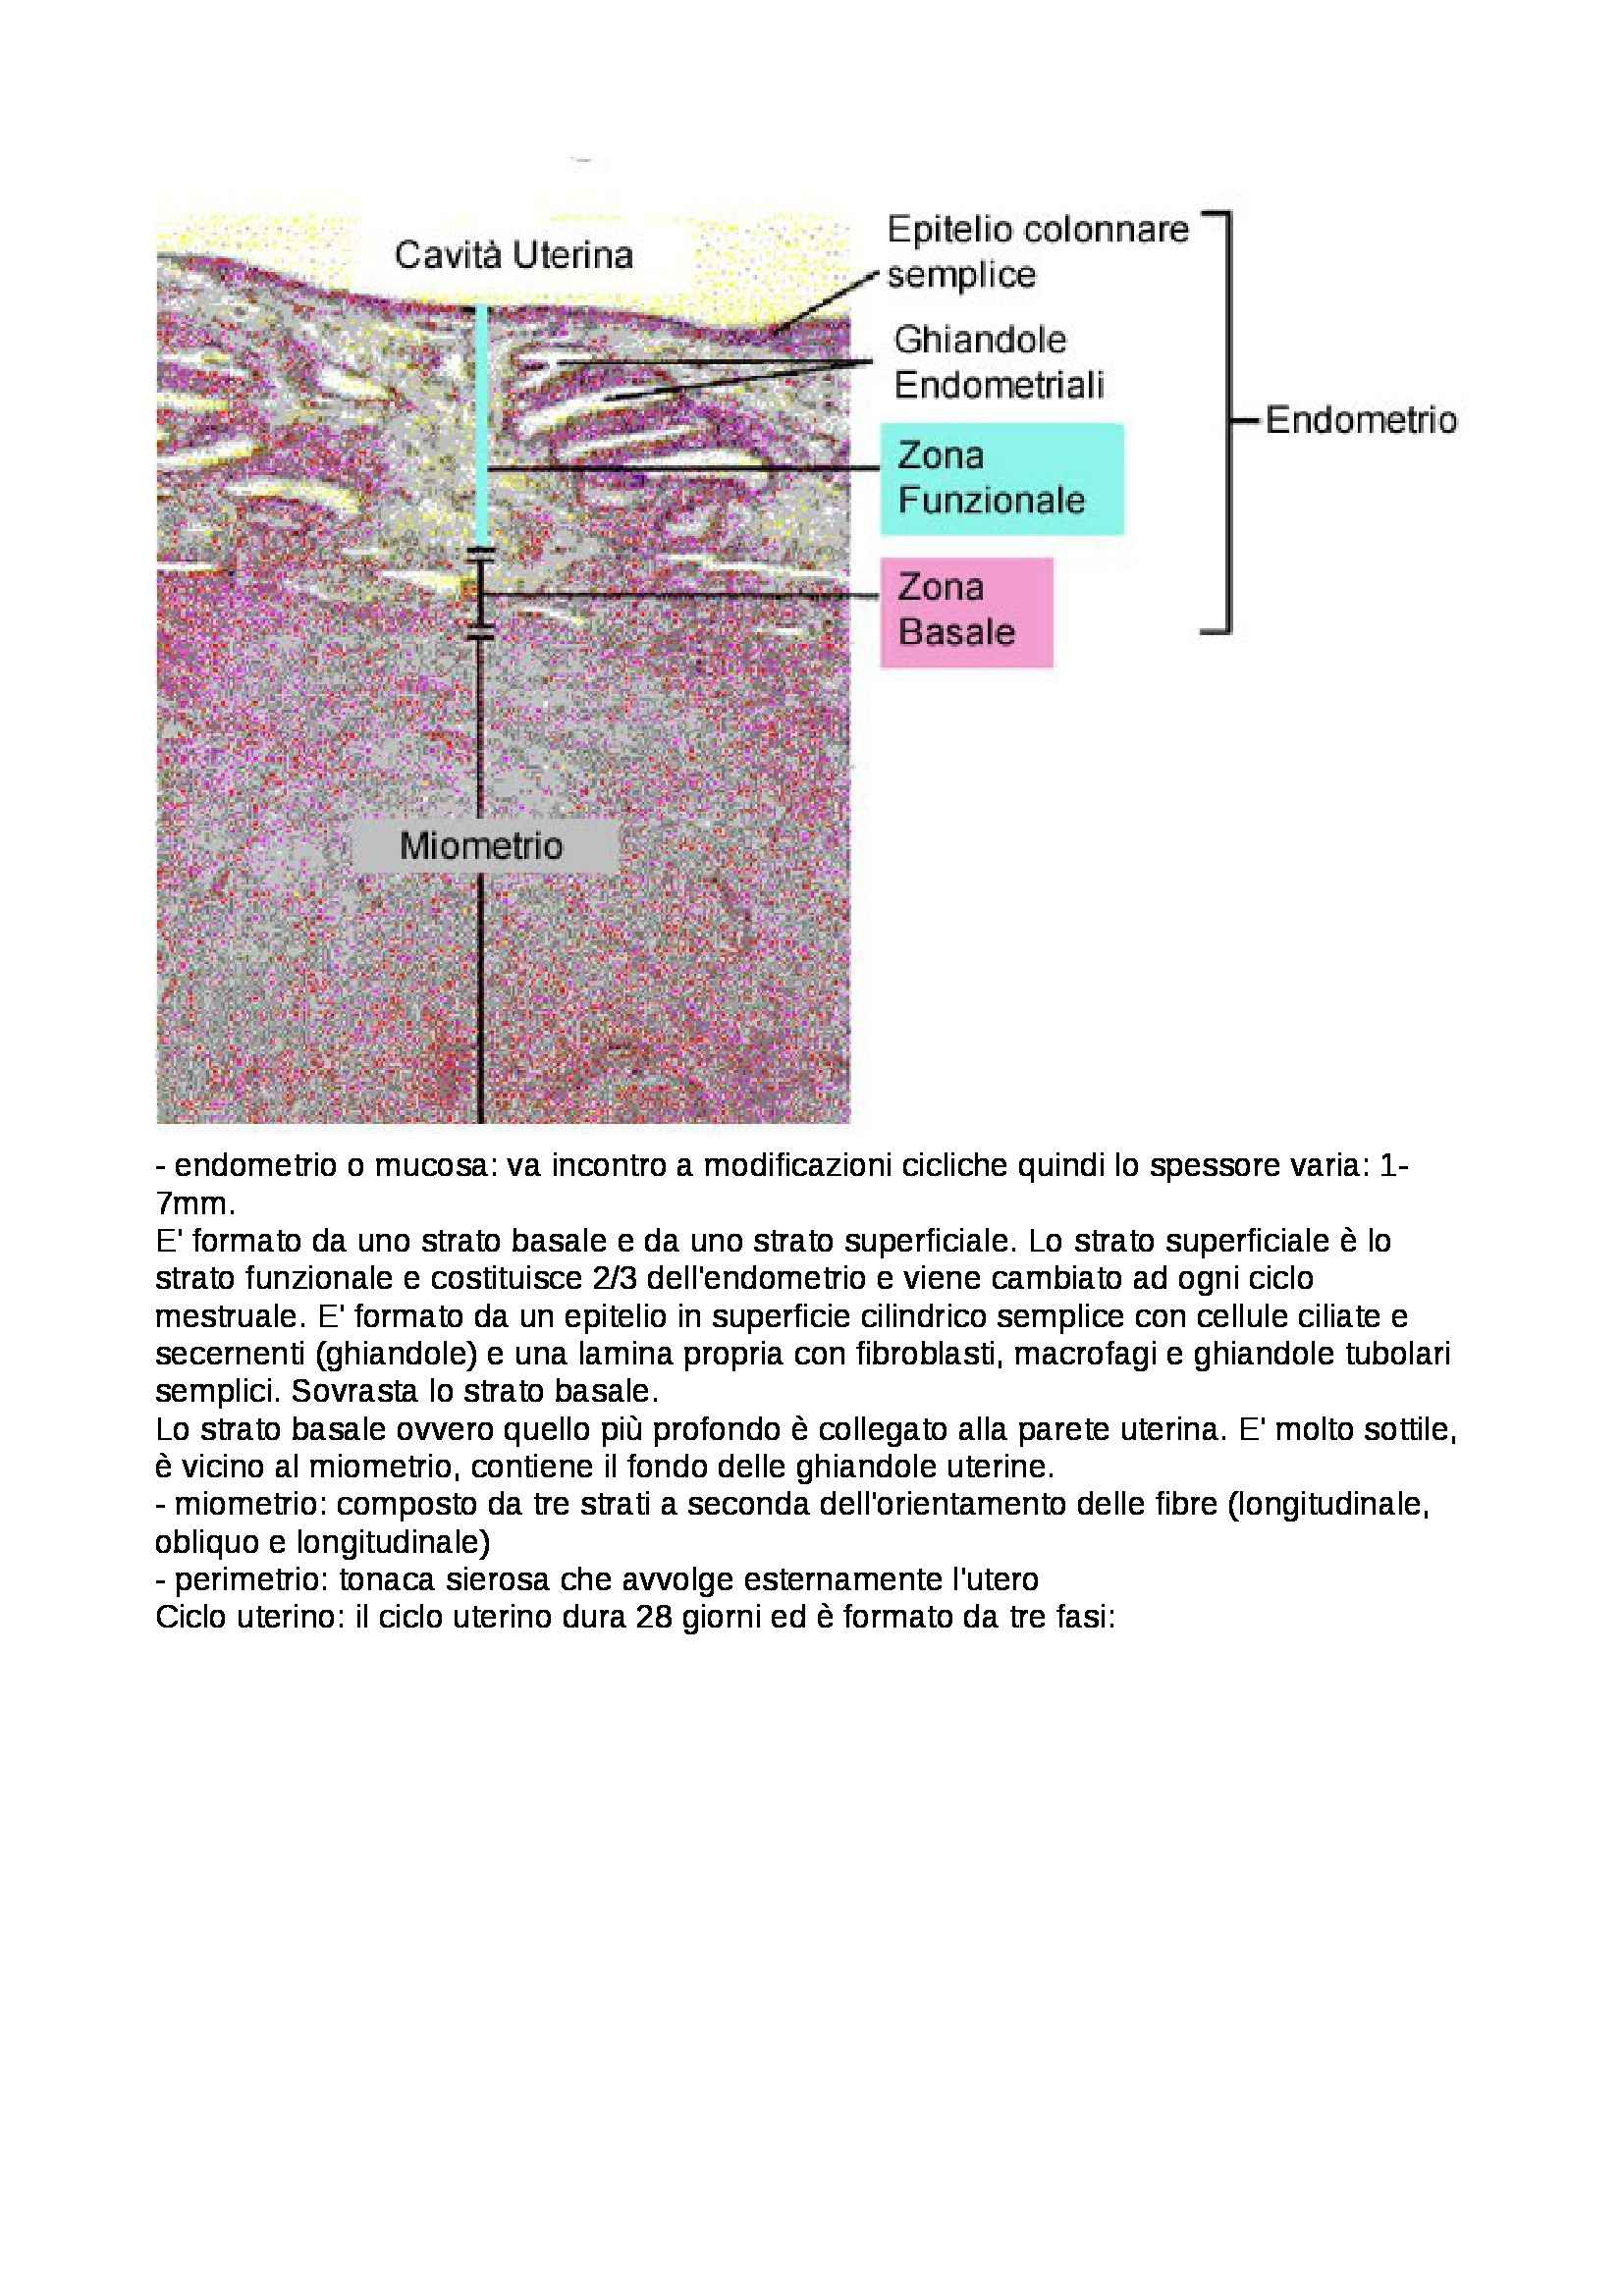 Cavità Uterina
Epitelio colonnare
semplice
Ghiandole
Endometriali
Zona
Funzionale
Endometrio
Zona
Basale
Miometrio
- endometrio o mucosa: va incontro a modificazioni cicliche quindi lo spessore varia: 1-
7mm.
E' formato da uno strato basale e da uno strato superficiale. Lo strato superficiale è lo
strato funzionale e costituisce 2/3 dell'endometrio e viene cambiato ad ogni ciclo
mestruale. E' formato da un epitelio in superficie cilindrico semplice con cellule ciliate e
secernenti (ghiandole) e una lamina propria con fibroblasti, macrofagi e ghiandole tubolari
semplici. Sovrasta lo strato basale.
Lo strato basale ovvero quello più profondo è collegato alla parete uterina. E' molto sottile,
è vicino al miometrio, contiene il fondo delle ghiandole uterine.
- miometrio: composto da tre strati a seconda dell'orientamento delle fibre (longitudinale,
obliquo e longitudinale)
- perimetrio: tonaca sierosa che avvolge esternamente l'utero
Ciclo uterino: il ciclo uterino dura 28 giorni ed è formato da tre fasi: